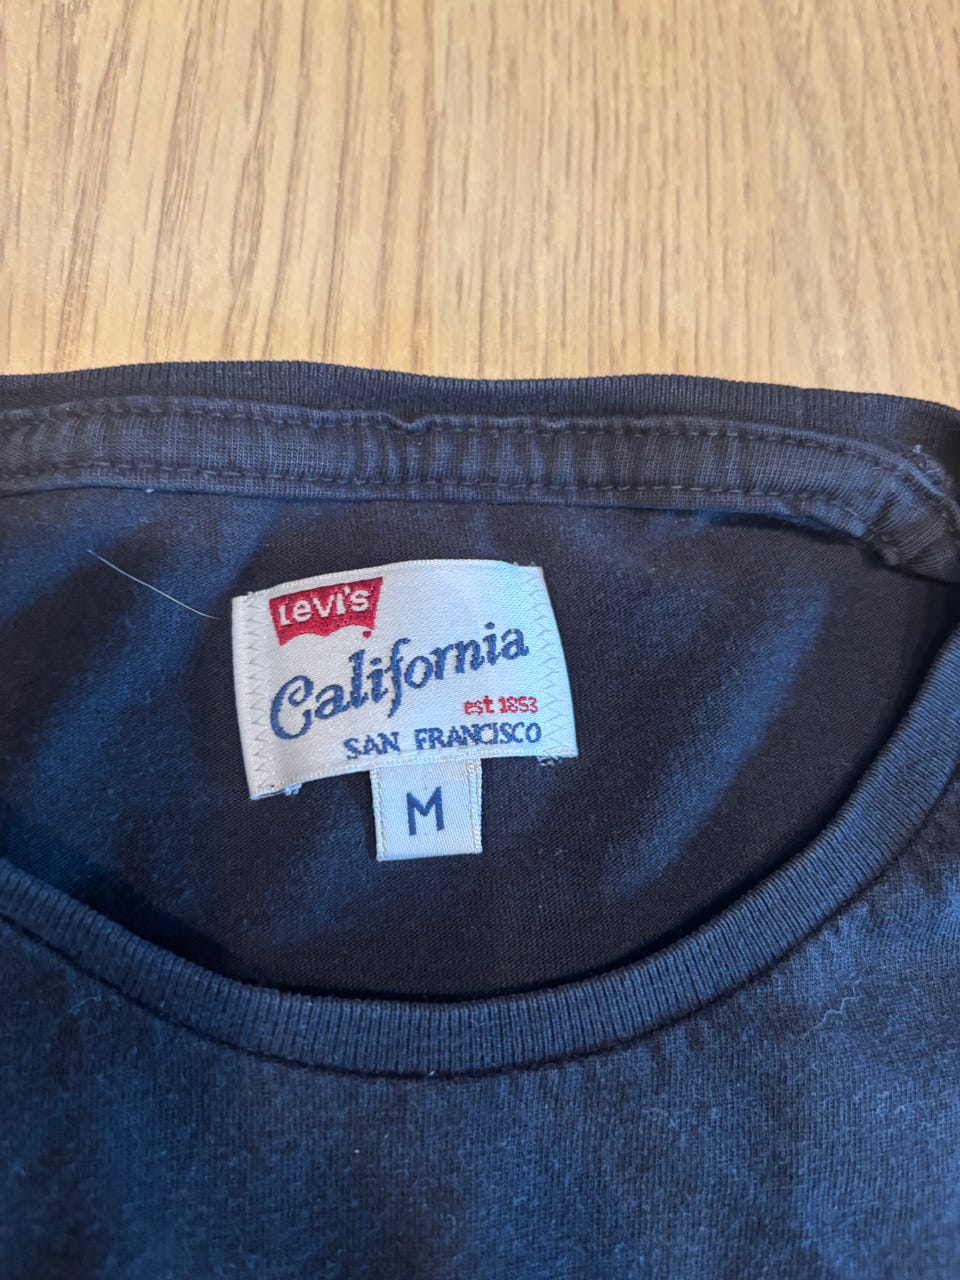 Levi's
California
est 1853
SAN FRANCISCO
M